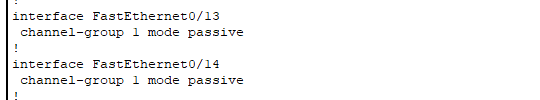 !
interface FastEthernet0/13
 channel-group 1 mode passive
!
interface FastEthernet0/14
 channel-group 1 mode passive
!